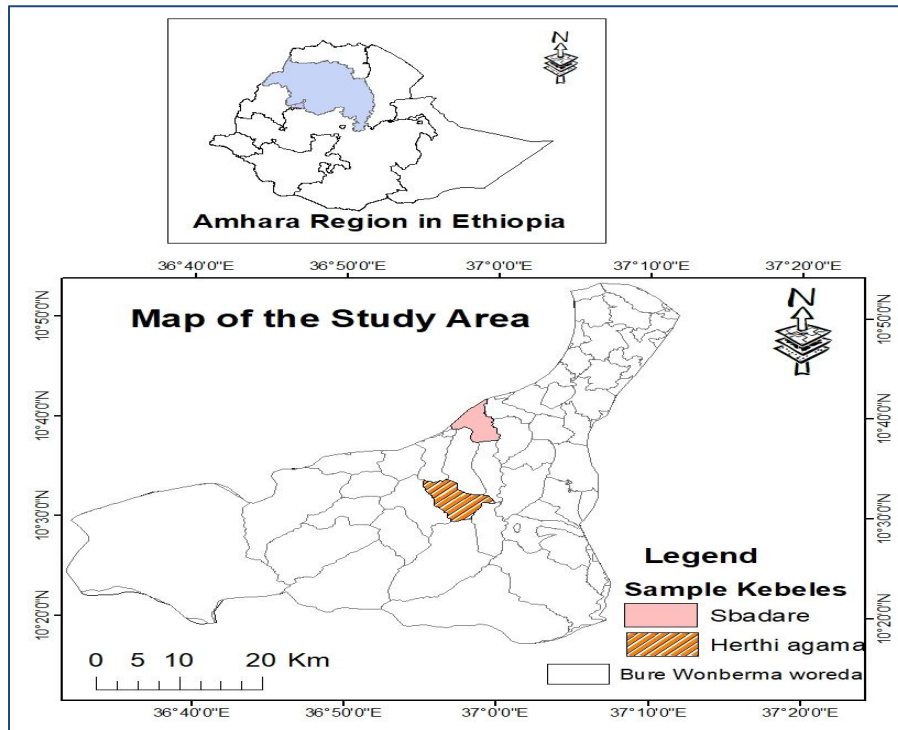 N
Amhara Region in Ethiopia
36°40'0"E 36°50'0"E 37°0'0"E 37°10'0"E 37°20'0"E
Map of the Study Area
N
10°50'0"N 10°50'0"N
10°40'0"N 10°40'0"N
10°30'0"N 10°30'0"N
10°20'0"N 10°20'0"N
Legend
Sample Kebeles
Sbadare
Herthi agama
Bure Wonberma woreda
0 5 10 20 Km
36°40'0"E 36°50'0"E 37°0'0"E 37°10'0"E 37°20'0"E